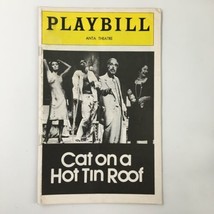 PLAYBILL
ANTA THEATRE
Cat on a
Hot Tin Roof